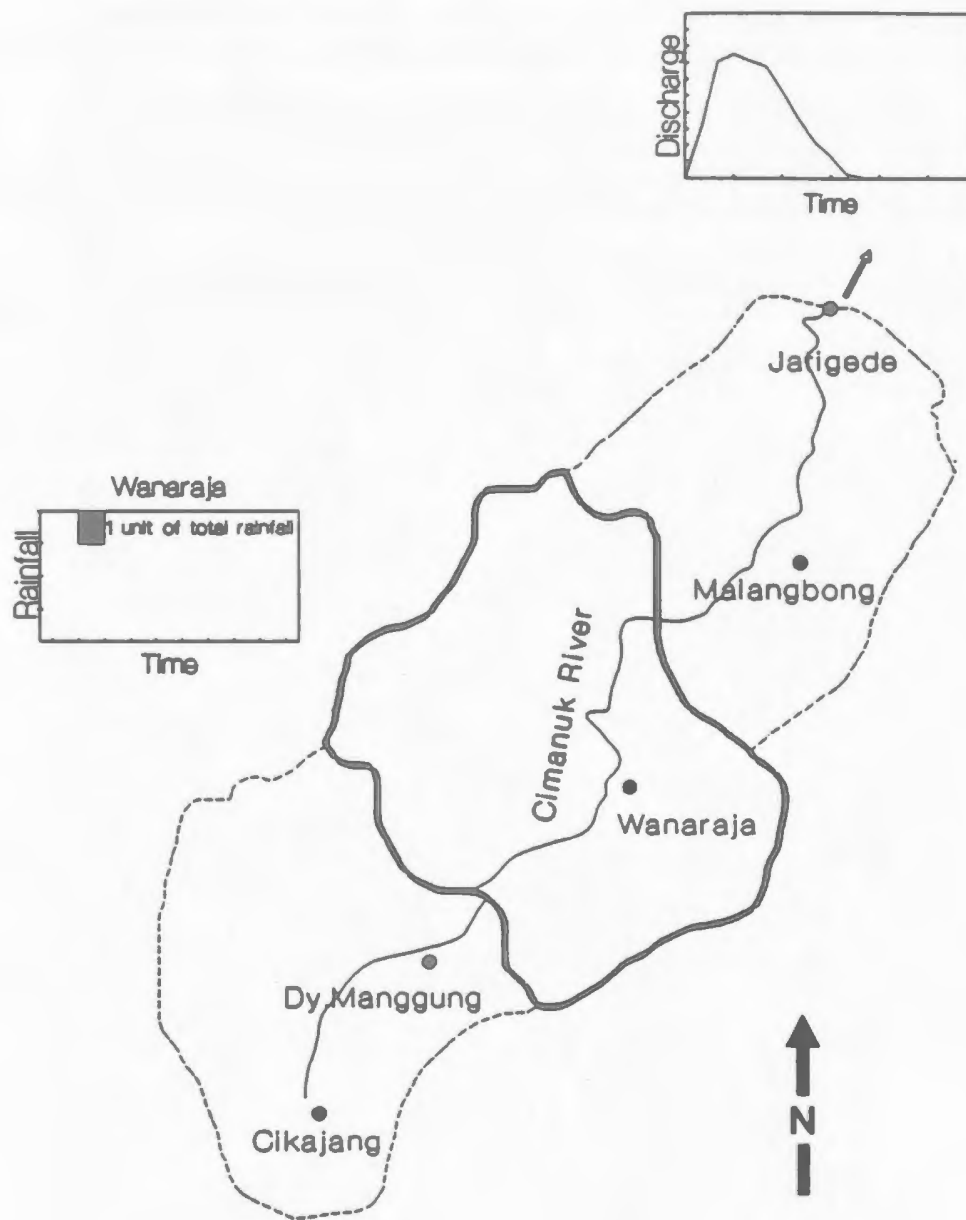 Discharge
Time
Jatigede
Wanaraja
1 unit of total rainfall
Rainfall
Time
Malangbong
Cimanuk River
Wanaraja
Dy.Manggung
Cikajang
N